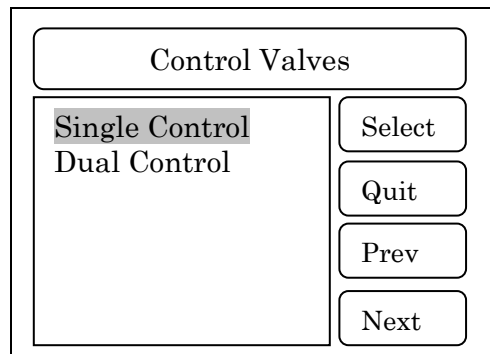 Control Valves
Single Control
Dual Control
Select
Quit
Prev
Next